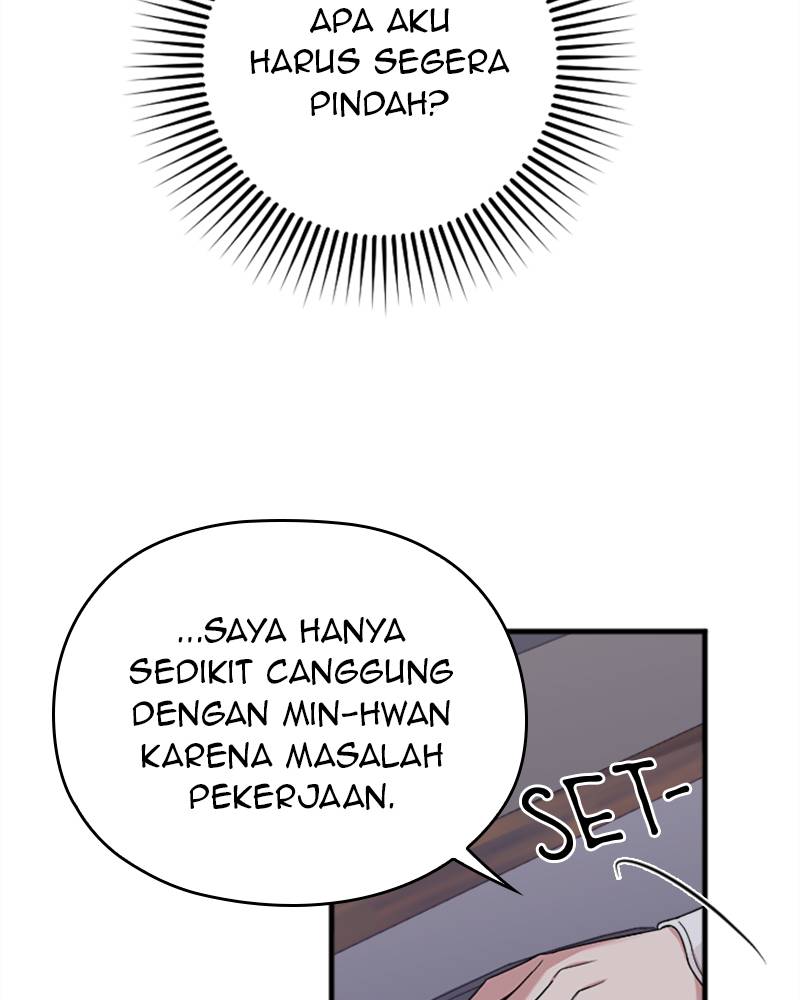 APA AKU
HARUS SEGERA
PINDAH?
...SAYA HANYA
SEDIKIT CANGGUNG
DENGAN MIN-HWAN
KARENA MASALAH
PEKERJAAN.
SET-